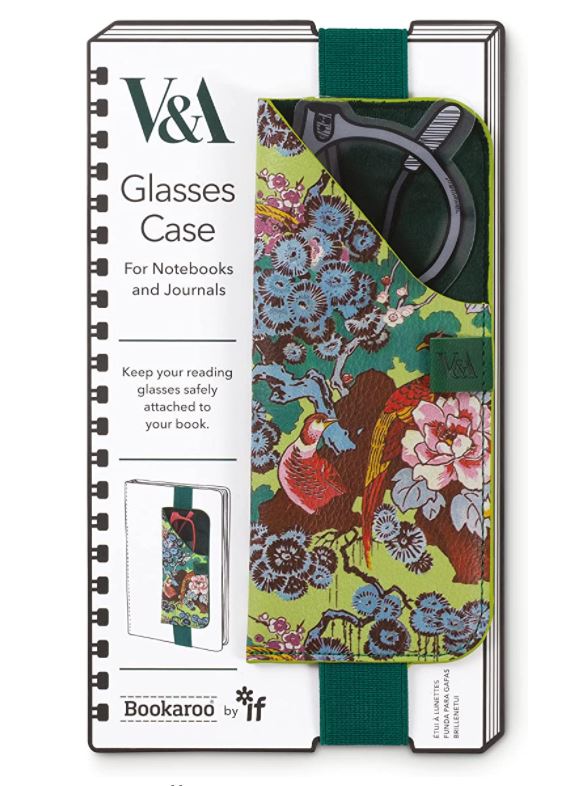 V&A
Glasses
Case
For Notebooks
and Journals
Keep your reading
glasses safely
attached to
your book.
Bookaroo by if
V&A
ÉTUI À LUNETTES
FUNDA PARA GAFAS
BRILLENETUI